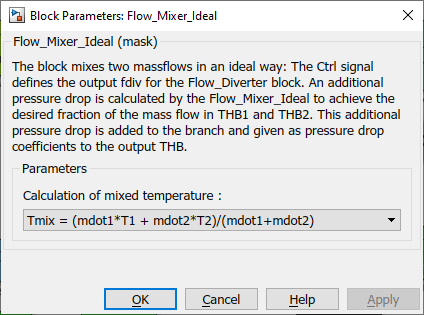 Block Parameters: Flow_Mixer_Ideal
Flow_Mixer_Ideal (mask)
The block mixes two massflows in an ideal way: The Ctrl signal
defines the output fdiv for the Flow_Diverter block. An additional
pressure drop is calculated by the Flow_Mixer_Ideal to achieve the
desired fraction of the mass flow in THB1 and THB2. This additional
pressure drop is added to the branch and given as pressure drop
coefficients to the output THB.
Parameters
Calculation of mixed temperature :
Tmix = (mdot1*T1 + mdot2*T2)/(mdot1+mdot2)
OK Cancel Help Apply